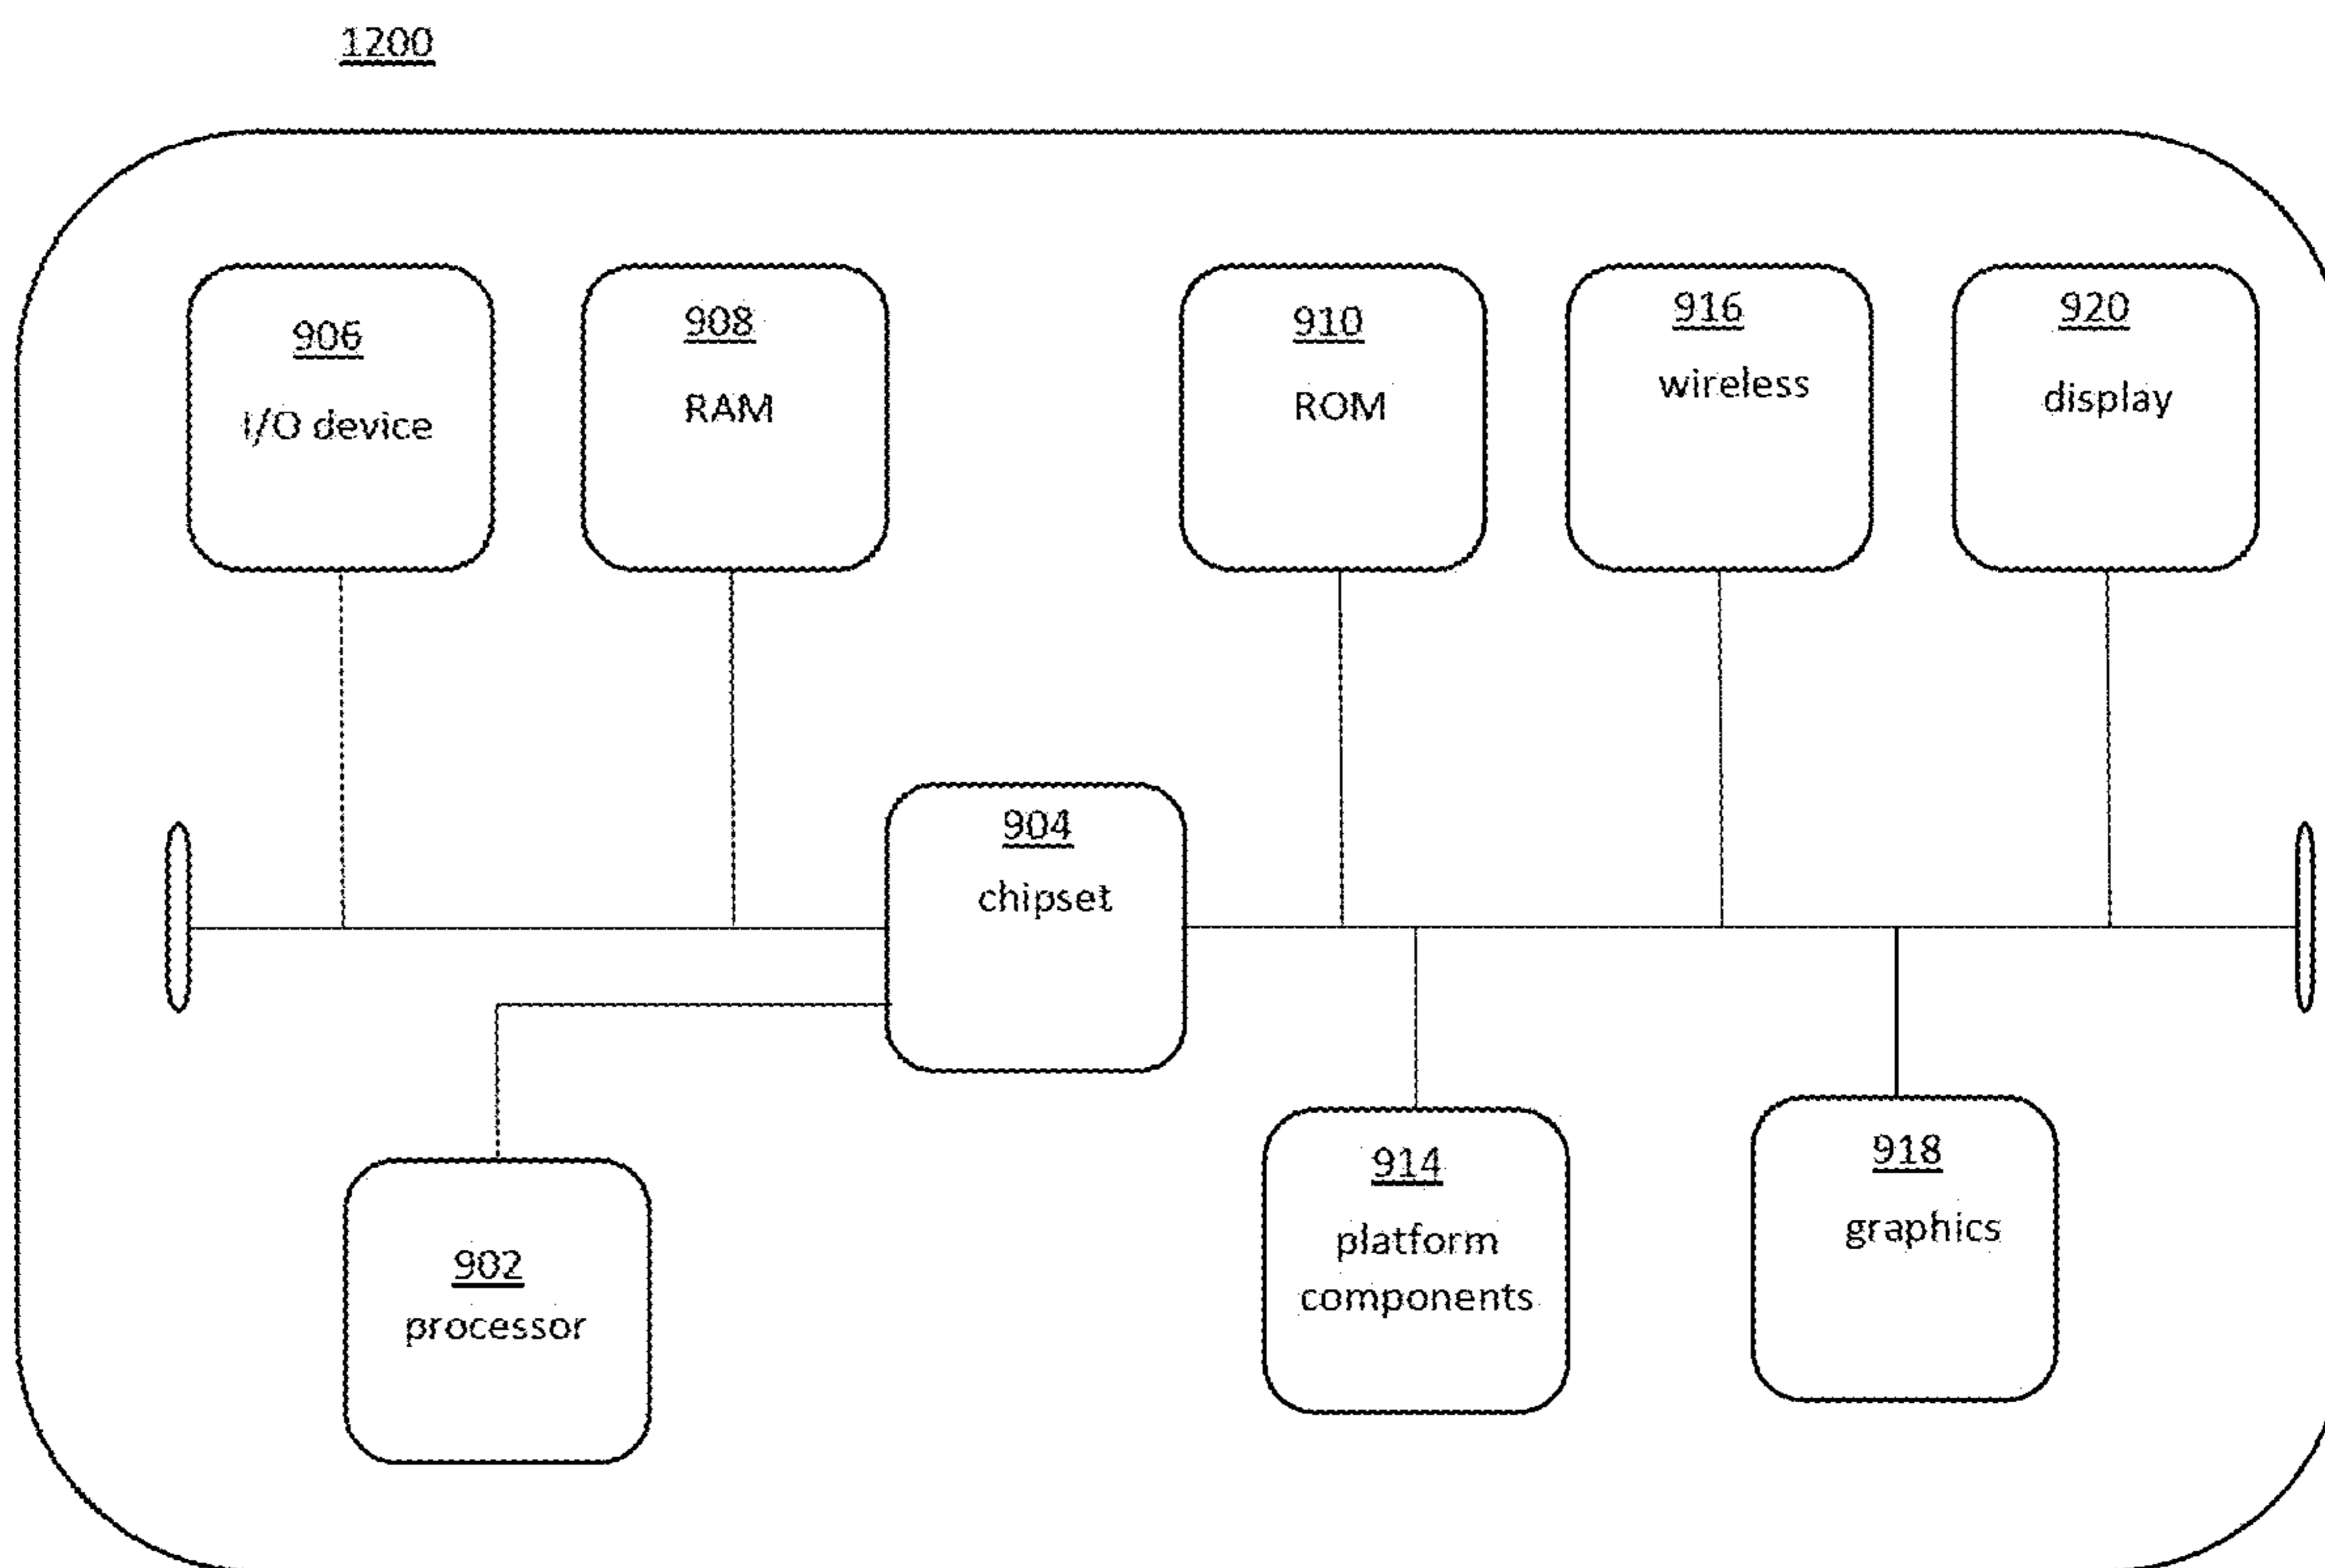 1200
906
I/O device
908
RAM
910
ROM
916
wireless
920
display
904
chipset
902
processor
914
platform
components
918
graphics